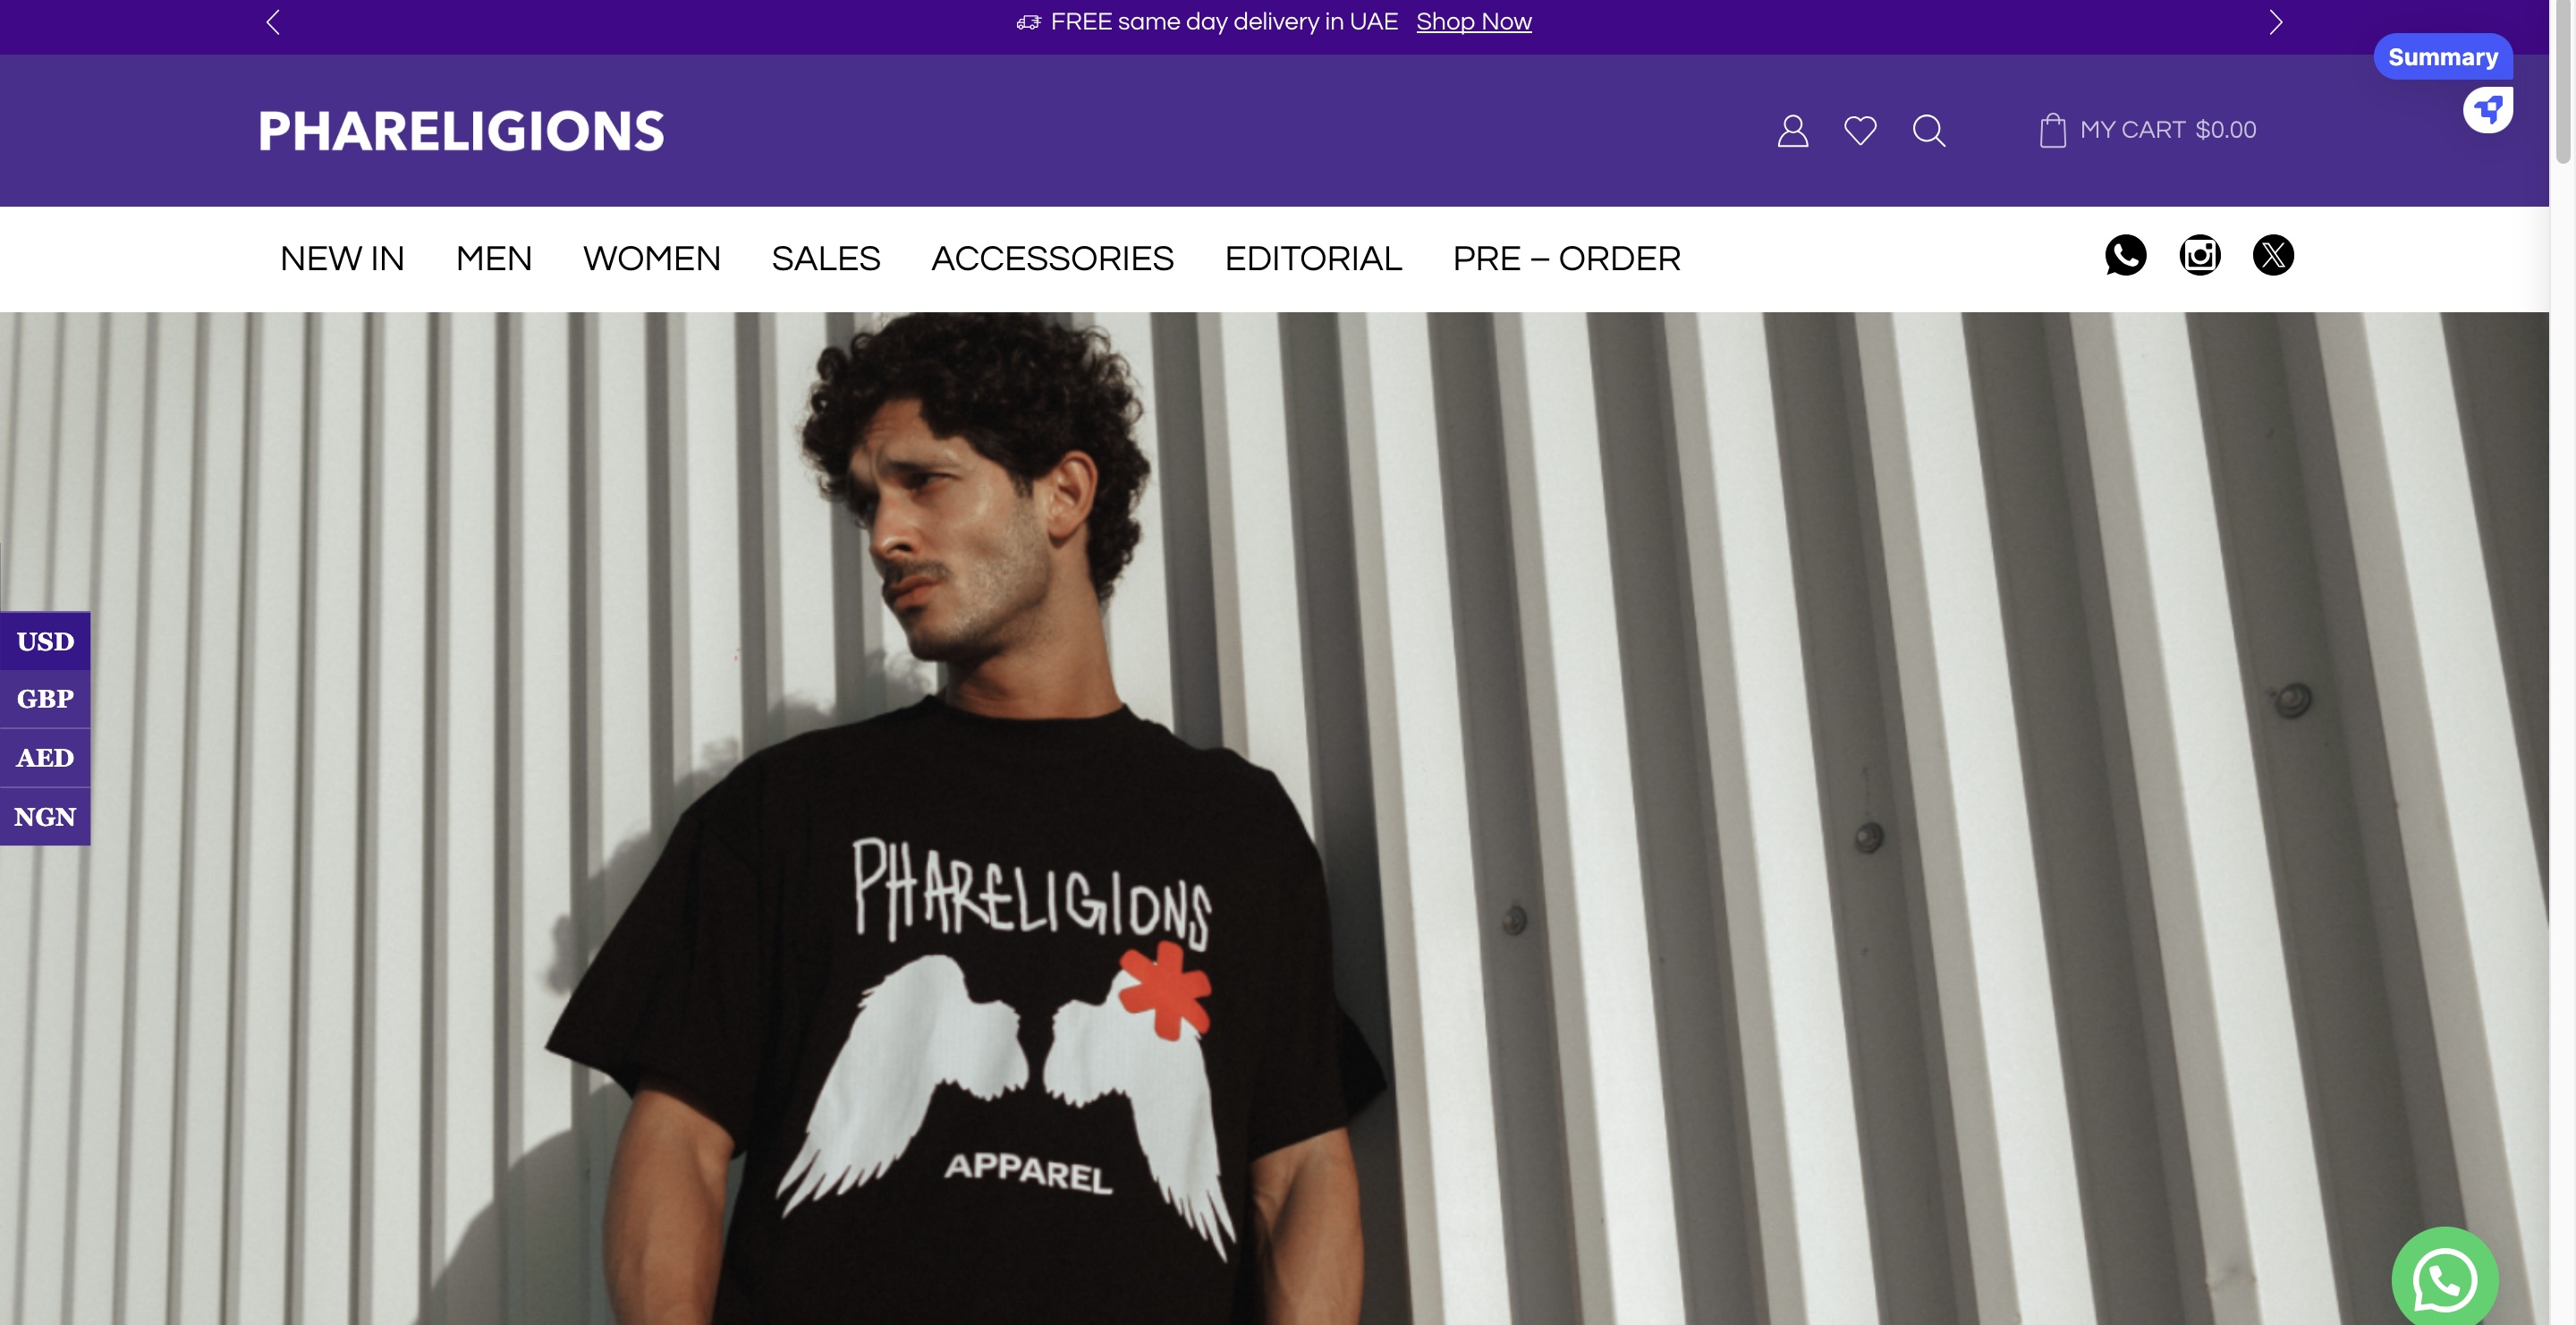 FREE same day delivery in UAE Shop Now
Summary
PHARELIGIONS
MY CART $0.00
NEW IN MEN WOMEN SALES ACCESSORIES EDITORIAL PRE – ORDER
USD
GBP
AED
NGN
PHARELIGIONS
APPAREL